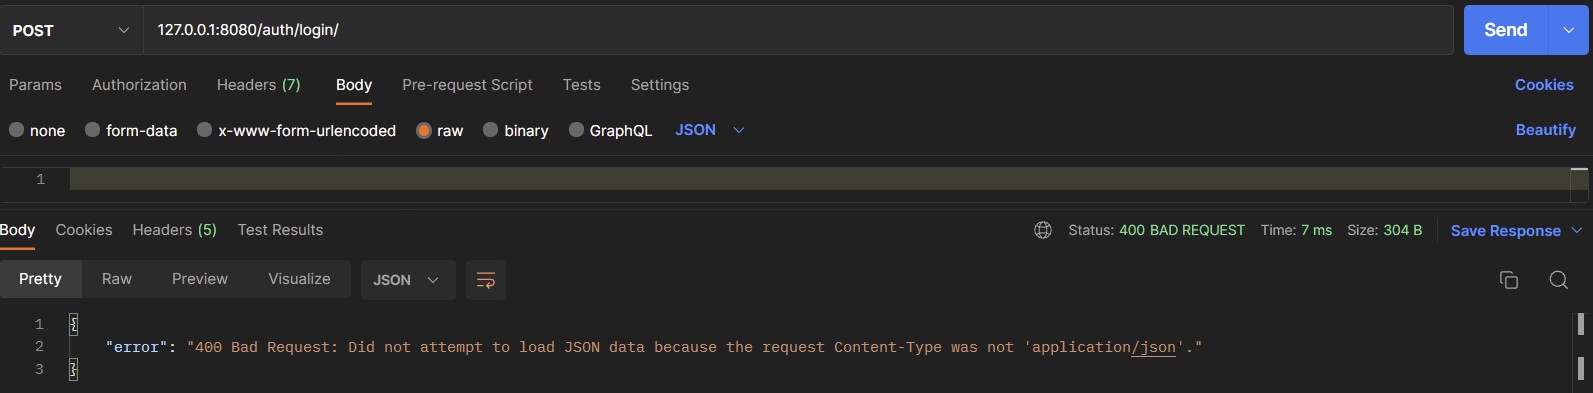 POST 127.0.0.1:8080/auth/login/ Send
Params Authorization Headers (7) Body Pre-request Script Tests Settings Cookies
none form-data x-www-form-urlencoded raw binary GraphQL JSON Beautify
1
Body Cookies Headers (5) Test Results Status: 400 BAD REQUEST Time: 7 ms Size: 304 B Save Response
Pretty Raw Preview Visualize JSON
1 {
2 "error": "400 Bad Request: Did not attempt to load JSON data because the request Content-Type was not 'application/json'."
3 }